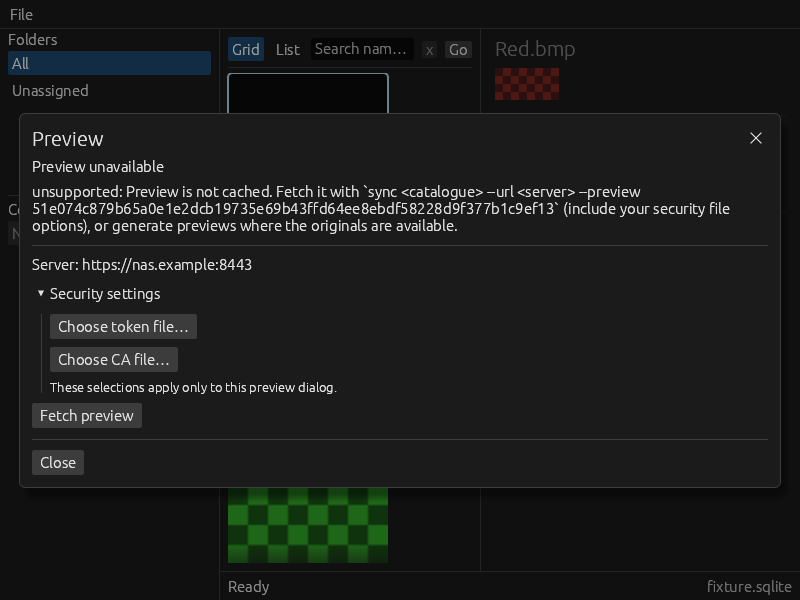 File
Folders
All
Unassigned
Grid List Search nam... x Go
Red.bmp
Preview
Preview unavailable
unsupported: Preview is not cached. Fetch it with `sync <catalogue> --url <server> --preview
51e074c879b65a0e1e2dcb19735e69b43ffd64ee8ebdf58228d9f377b1c9ef13` (include your security file
options), or generate previews where the originals are available.
Server: https://nas.example:8443
Security settings
Choose token file...
Choose CA file...
These selections apply only to this preview dialog.
Fetch preview
Close
Ready
fixture.sqlite